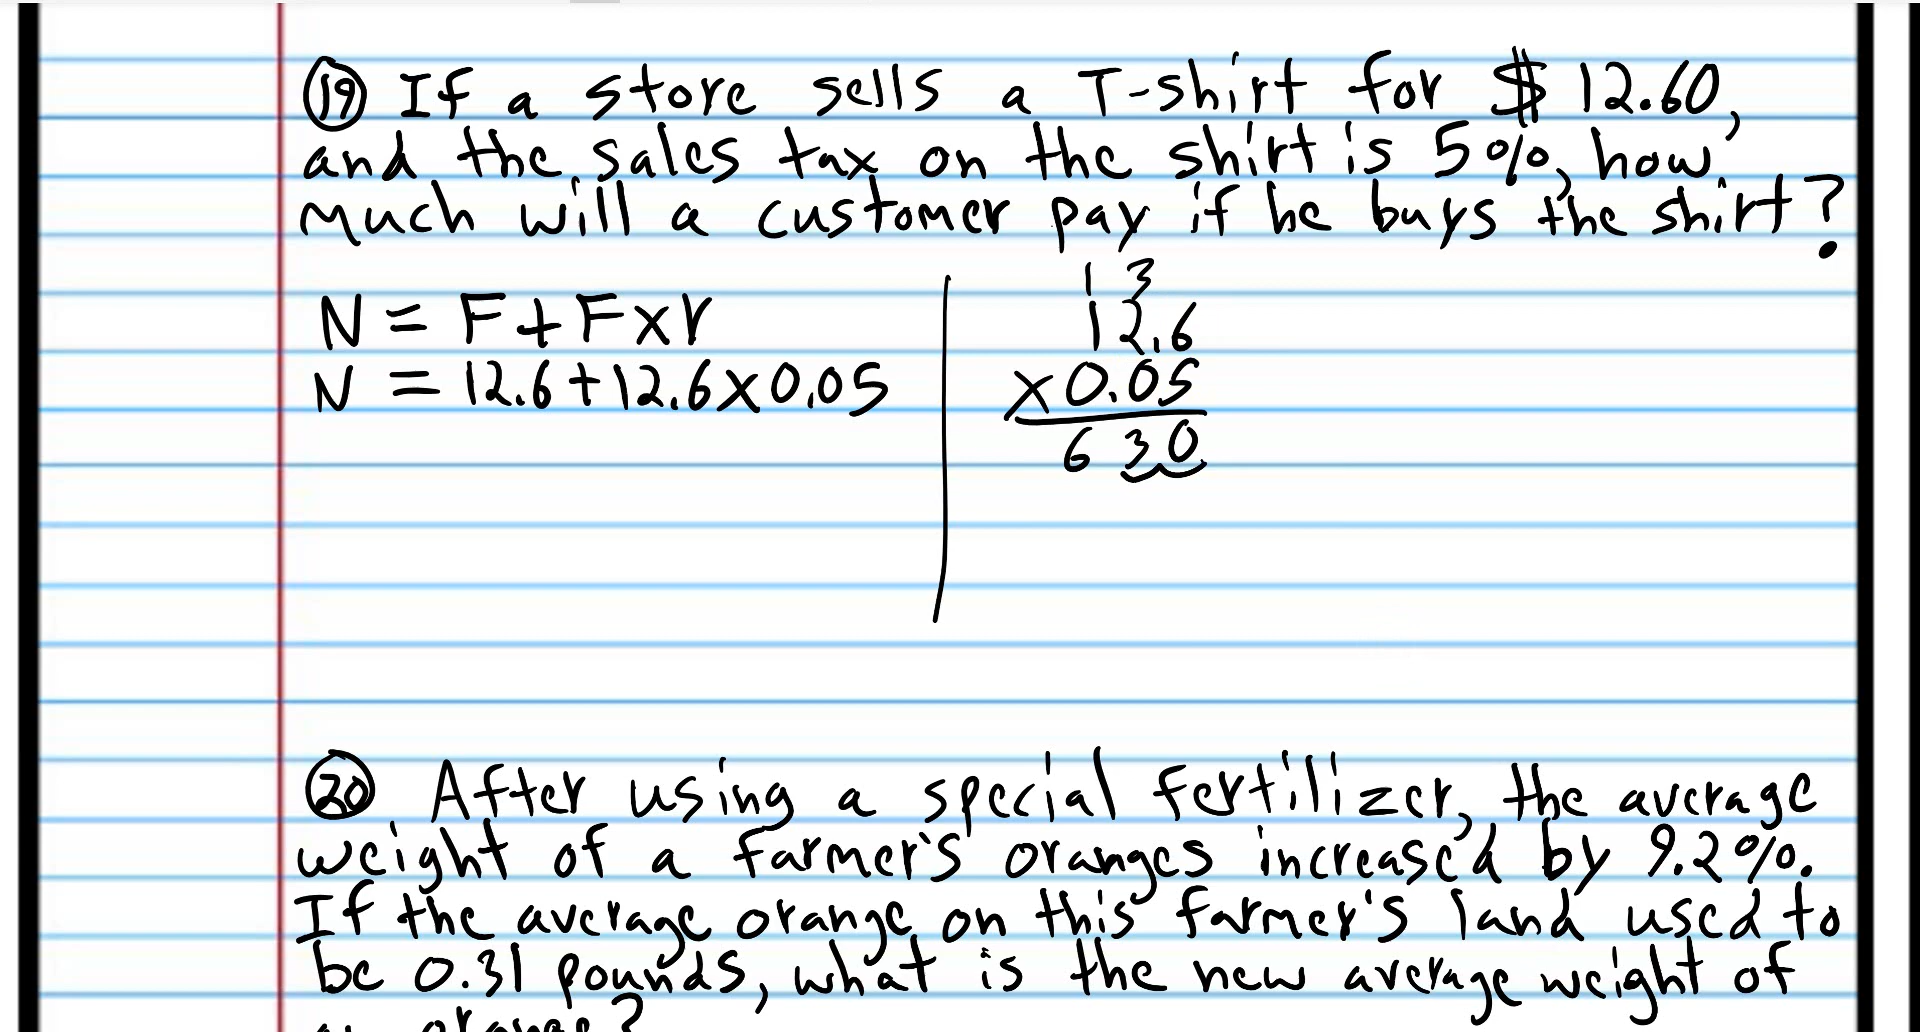 19 If a store sells a T-shirt for $12.60,
and the sales tax on the shirt is 5%, how
much will a customer pay if he buys the shirt?
N = F + F x r
N = 12.6 + 12.6 x 0.05
1 3
12.6
x 0.05
6 3 0
20 After using a special fertilizer, the average
weight of a farmer's oranges increased by 9.2%.
If the average orange on this farmer's land used to
be 0.31 pounds, what is the new average weight of
an orange?